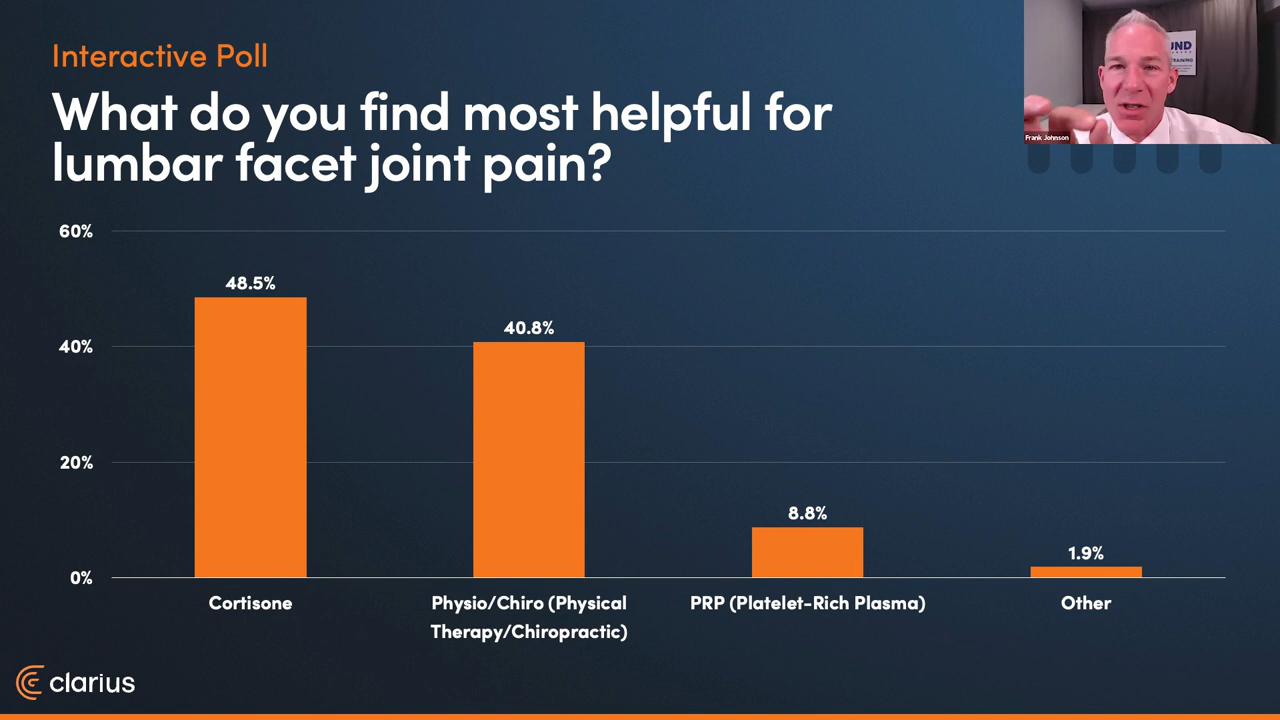 Interactive Poll
What do you find most helpful for
lumbar facet joint pain?
UND
TRAINING
Frank Johnson
60%
40%
20%
0%
48.5%
40.8%
8.8%
1.9%
Cortisone
Physio/Chiro (Physical
Therapy/Chiropractic)
PRP (Platelet-Rich Plasma)
Other
clarius